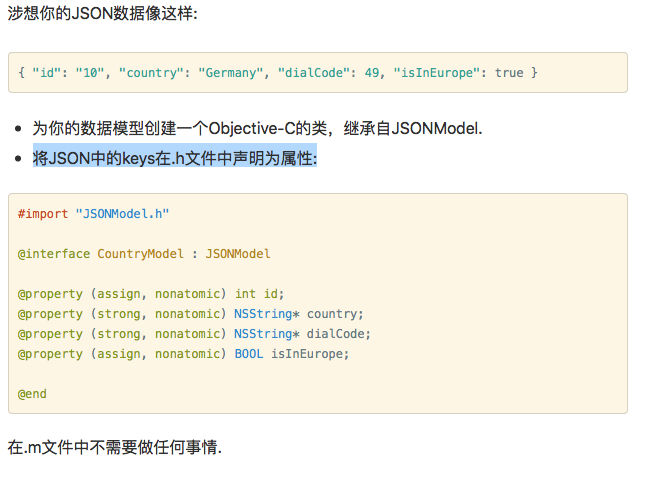 涉想你的JSON数据像这样:
{ "id": "10", "country": "Germany", "dialCode": 49, "isInEurope": true }
为你的数据模型创建一个Objective-C的类，继承自JSONModel.
将JSON中的keys在.h文件中声明为属性:
#import "JSONModel.h"
@interface CountryModel : JSONModel
@property (assign, nonatomic) int id;
@property (strong, nonatomic) NSString* country;
@property (strong, nonatomic) NSString* dialCode;
@property (assign, nonatomic) BOOL isInEurope;
@end
在.m文件中不需要做任何事情.